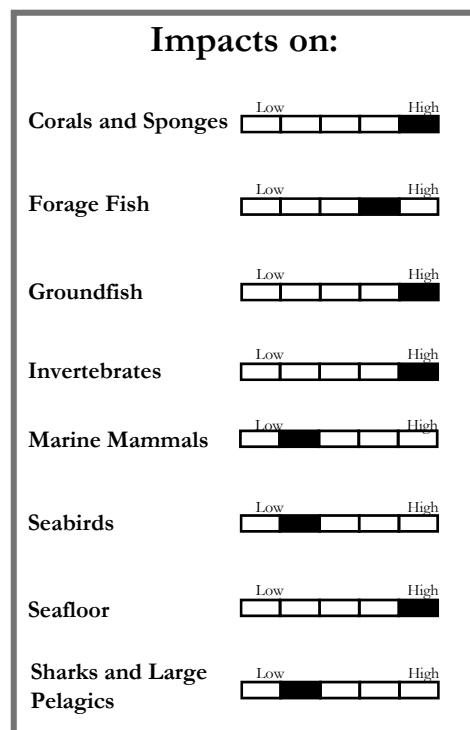 Impacts on:
Low High
Corals and Sponges
Low High
Forage Fish
Low High
Groundfish
Low High
Invertebrates
Low High
Marine Mammals
Low High
Seabirds
Low High
Seafloor
Low High
Sharks and Large
Pelagics